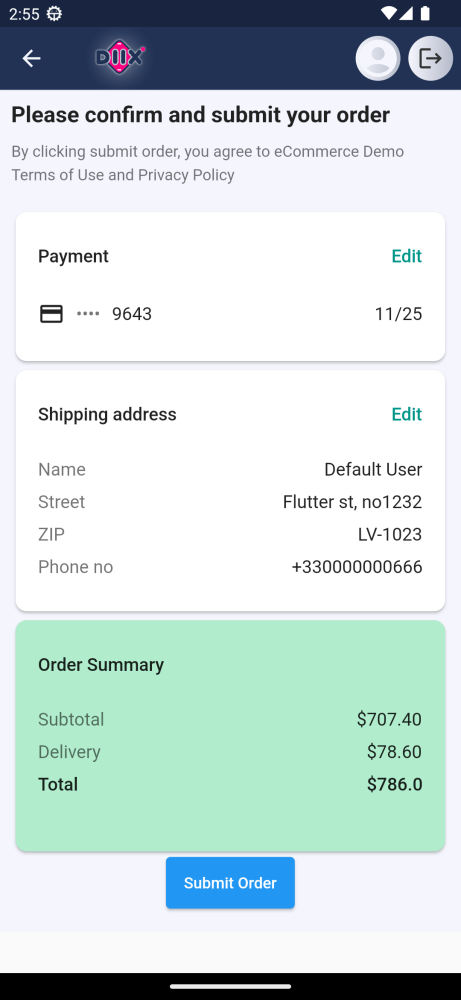 2:55
DIIX
Please confirm and submit your order
By clicking submit order, you agree to eCommerce Demo
Terms of Use and Privacy Policy
Payment Edit
•••• 9643 11/25
Shipping address Edit
Name Default User
Street Flutter st, no1232
ZIP LV-1023
Phone no +330000000666
Order Summary
Subtotal $707.40
Delivery $78.60
Total $786.0
Submit Order